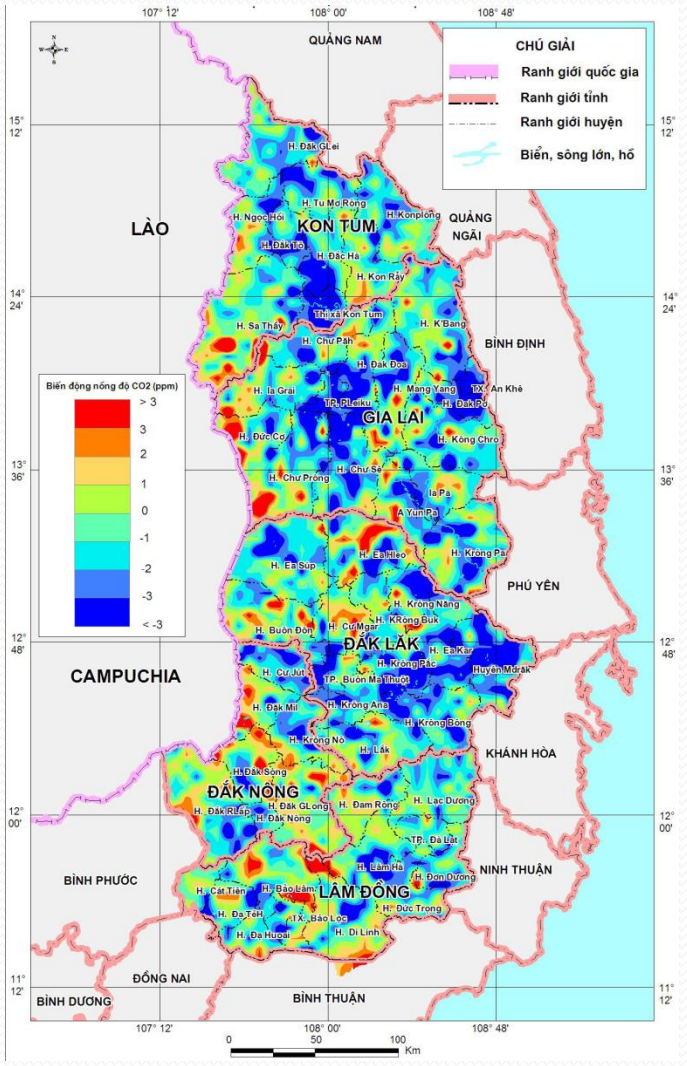 107° 12'
108° 00'
108° 48'
QUẢNG NAM
CHÚ GIẢI
Ranh giới quốc gia
Ranh giới tỉnh
Ranh giới huyện
Biển, sông lớn, hồ
N
W
E
S
15°
12'
15°
12'
H. Đăk GLei
H. Tu Mơ Rông
H. Ngọc Hồi
H. Konplông
LÀO
KON TUM
QUẢNG
NGÃI
H. Đăk Tô
H. Đăc Hà
H. Kon Rẫy
14°
24'
14°
24'
Thị xã Kon Tum
H. Sa Thầy
H. K'Bang
H. Chư Păh
BÌNH ĐỊNH
H. Đak Đoa
Biến động nồng độ CO2 (ppm)
> 3
3
2
1
0
-1
-2
-3
< -3
H. Ia Grai
H. Mang Yang
TX. An Khê
TP. PLeiku
H. Đak Pơ
GIA LAI
H. Đức Cơ
H. Kông Chro
13°
36'
13°
36'
H. Chư Sê
H. Chư Prông
Ia Pa
A Yun Pa
H. Ea Hleo
H. Krông Pa
H. Ea Súp
PHÚ YÊN
H. Krông Năng
H. KRông Buk
H. Cư Mgar
H. Buôn Đôn
12°
48'
12°
48'
ĐẮK LẮK
H. Ea Kar
H. Krông Păc
Huyện Mđrăk
CAMPUCHIA
H. Cư Jút
TP. Buôn Ma Thuột
H. Đăk Mil
H. Krông Ana
H. Krông Bông
H. Krông Nô
H. Lăk
KHÁNH HÒA
H. Đăk Song
ĐẮK NÔNG
H. Đăk GLong
H. Đam Rông
H. Lạc Dương
H. Đăk RLấp
H. Đăk Nông
12°
00'
12°
00'
TP. Đà Lạt
BÌNH PHƯỚC
H. Lâm Hà
H. Đơn Dương
NINH THUẬN
H. Cát Tiên
H. Bảo Lâm
LÂM ĐỒNG
H. Đạ TẻH
TX. Bảo Lọc
H. Đức Trọng
H. Đạ Huoai
H. Di Linh
ĐỒNG NAI
11°
12'
11°
12'
BÌNH DƯƠNG
BÌNH THUẬN
107° 12'
108° 00'
108° 48'
0
50
100
Km